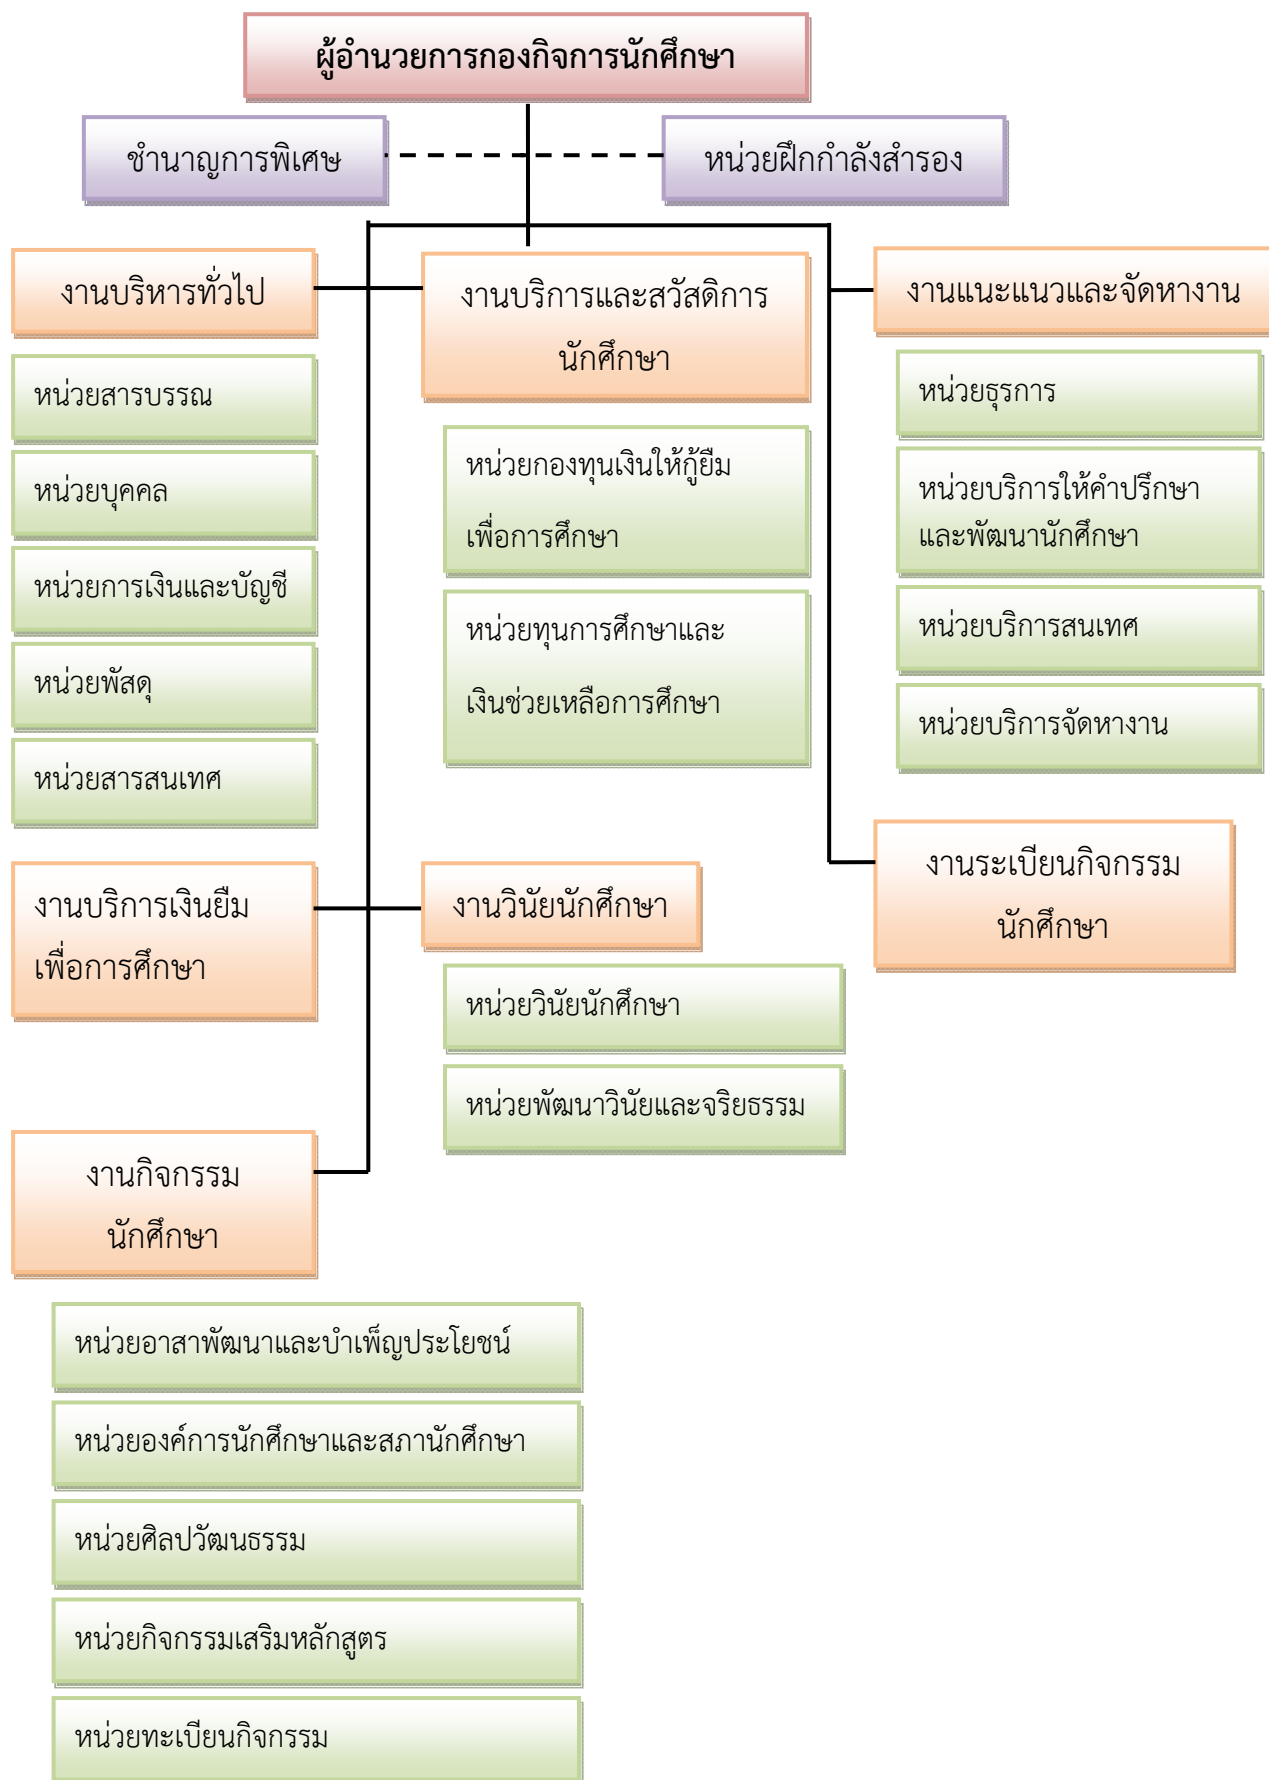 ผู้อำนวยการกองกิจการนักศึกษา
ชำนาญการพิเศษ
หน่วยฝึกกำลังสำรอง
งานบริหารทั่วไป
หน่วยสารบรรณ
หน่วยบุคคล
หน่วยการเงินและบัญชี
หน่วยพัสดุ
หน่วยสารสนเทศ
งานบริการและสวัสดิการ
นักศึกษา
หน่วยกองทุนเงินให้กู้ยืม
เพื่อการศึกษา
หน่วยทุนการศึกษาและ
เงินช่วยเหลือการศึกษา
งานแนะแนวและจัดหางาน
หน่วยธุรการ
หน่วยบริการให้คำปรึกษา
และพัฒนานักศึกษา
หน่วยบริการสนเทศ
หน่วยบริการจัดหางาน
งานบริการเงินยืม
เพื่อการศึกษา
งานวินัยนักศึกษา
หน่วยวินัยนักศึกษา
หน่วยพัฒนาวินัยและจริยธรรม
งานระเบียนกิจกรรม
นักศึกษา
งานกิจกรรม
นักศึกษา
หน่วยอาสาพัฒนาและบำเพ็ญประโยชน์
หน่วยองค์การนักศึกษาและสภานักศึกษา
หน่วยศิลปวัฒนธรรม
หน่วยกิจกรรมเสริมหลักสูตร
หน่วยทะเบียนกิจกรรม